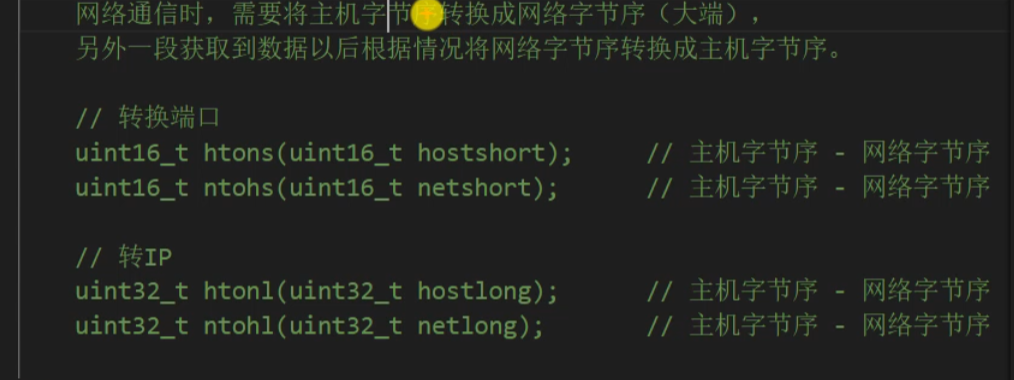 网络通信时，需要将主机字节序转换成网络字节序（大端），
另外一段获取到数据以后根据情况将网络字节序转换成主机字节序。
// 转换端口
uint16_t htons(uint16_t hostshort); // 主机字节序 - 网络字节序
uint16_t ntohs(uint16_t netshort); // 主机字节序 - 网络字节序
// 转IP
uint32_t htonl(uint32_t hostlong); // 主机字节序 - 网络字节序
uint32_t ntohl(uint32_t netlong); // 主机字节序 - 网络字节序